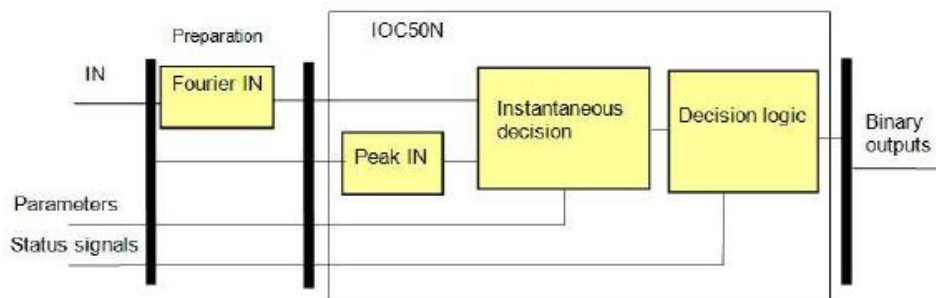 Preparation
IOC50N
IN
Fourier IN
Instantaneous
decision
Decision logic
Binary
outputs
Peak IN
Parameters
Status signals